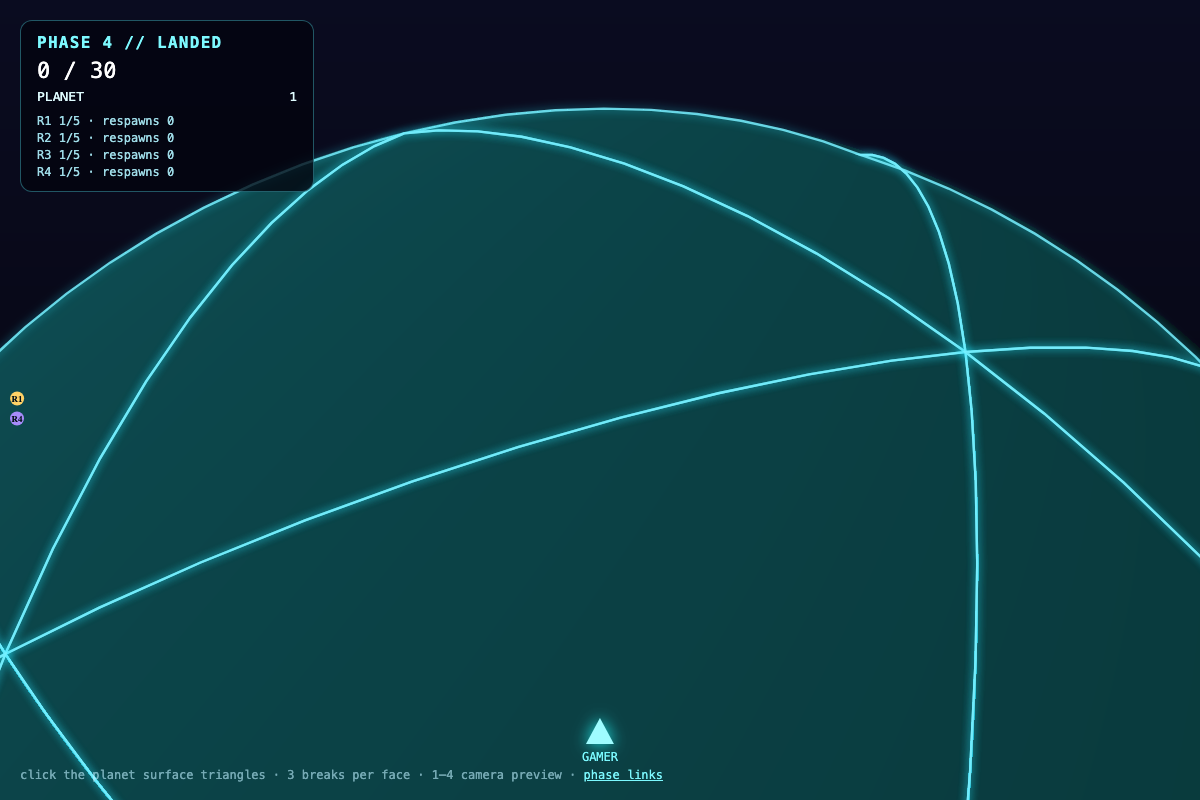 PHASE 4 // LANDED
0 / 30
PLANET 1
R1 1/5 · respawns 0
R2 1/5 · respawns 0
R3 1/5 · respawns 0
R4 1/5 · respawns 0
R1
R4
GAMER
click the planet surface triangles · 3 breaks per face · 1–4 camera preview · phase links